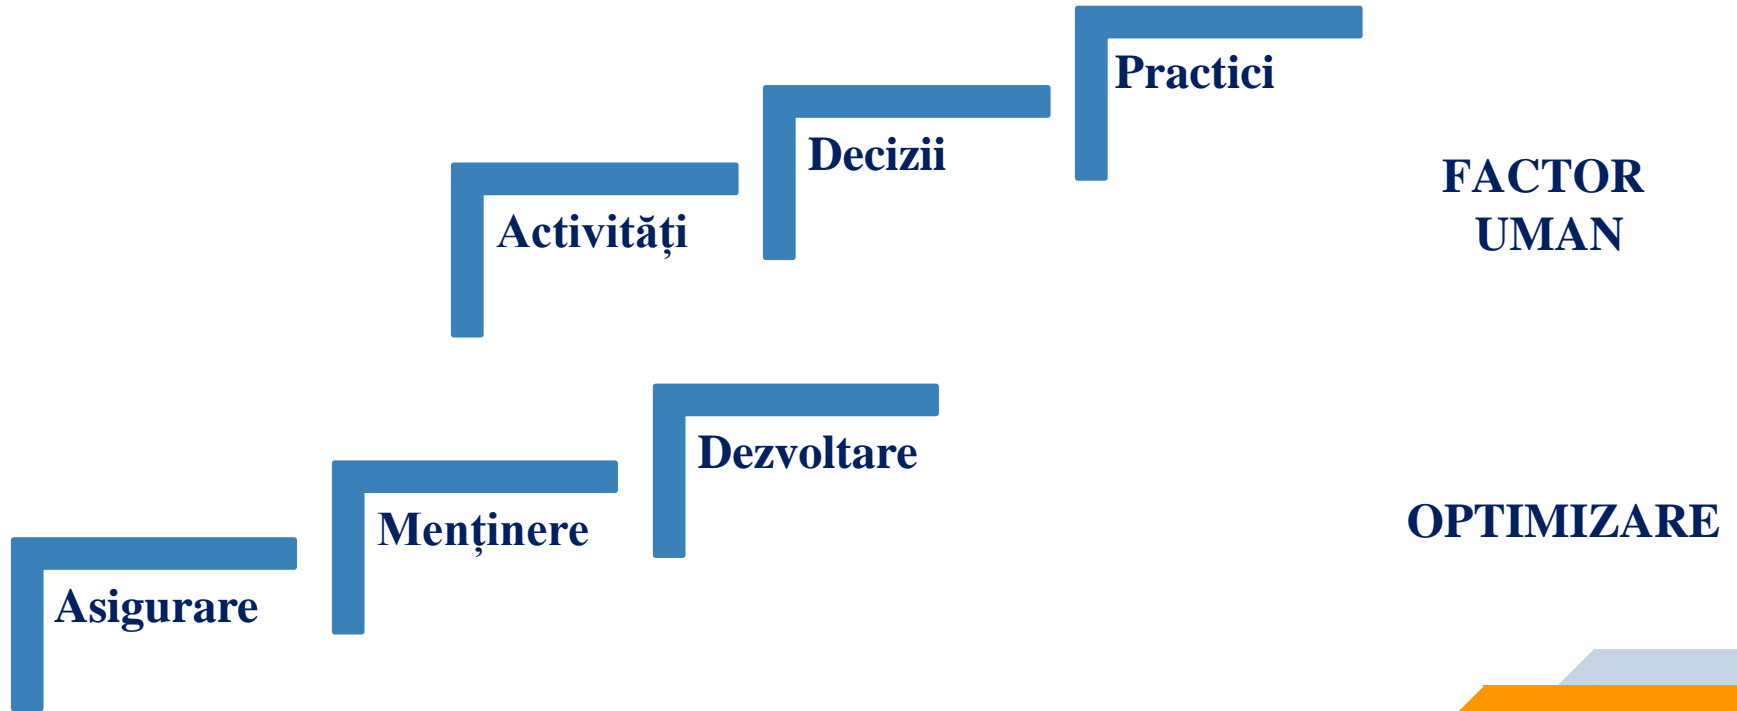 Practici
Decizii
Activități
FACTOR
UMAN
Dezvoltare
Menținere
Asigurare
OPTIMIZARE